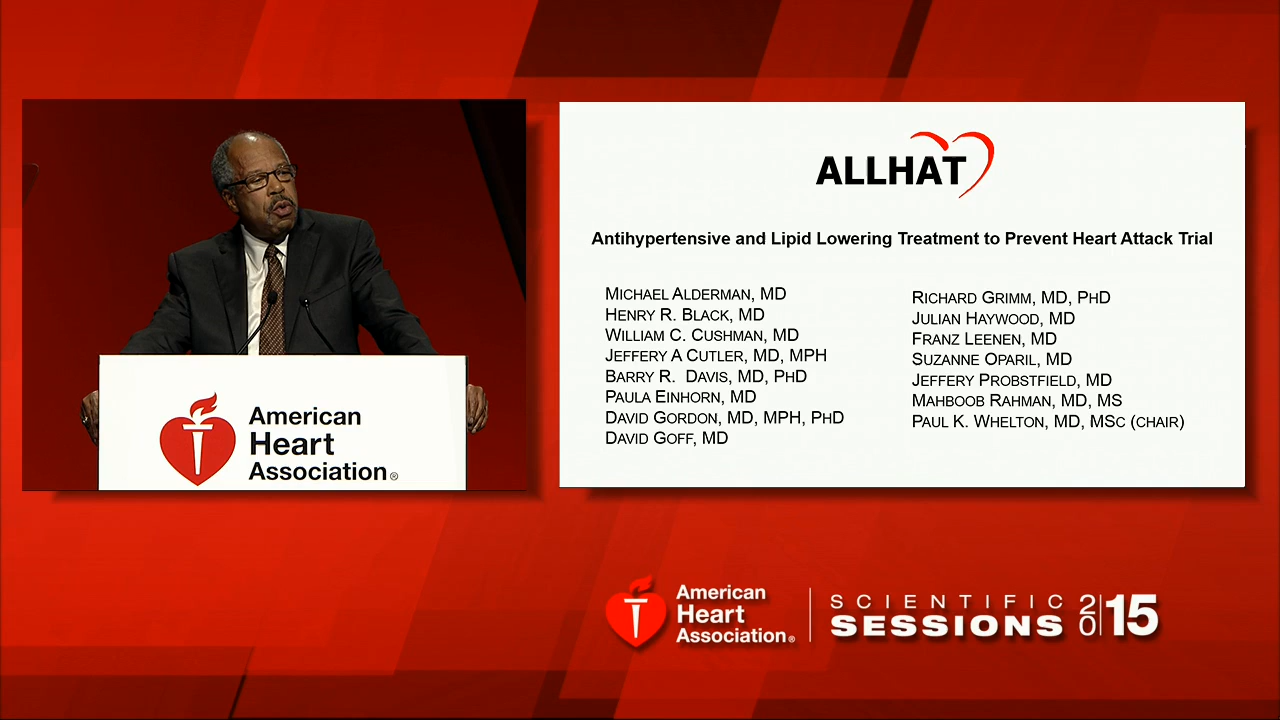 American
Heart
Association®
ALLHAT
Antihypertensive and Lipid Lowering Treatment to Prevent Heart Attack Trial
MICHAEL ALDERMAN, MD
HENRY R. BLACK, MD
WILLIAM C. CUSHMAN, MD
JEFFERY A CUTLER, MD, MPH
BARRY R. DAVIS, MD, PHD
PAULA EINHORN, MD
DAVID GORDON, MD, MPH, PHD
DAVID GOFF, MD
RICHARD GRIMM, MD, PHD
JULIAN HAYWOOD, MD
FRANZ LEENEN, MD
SUZANNE OPARIL, MD
JEFFERY PROBSTFIELD, MD
MAHBOOB RAHMAN, MD, MS
PAUL K. WHELTON, MD, MSC (CHAIR)
American
Heart
Association®
SCIENTIFIC
SESSIONS 2015